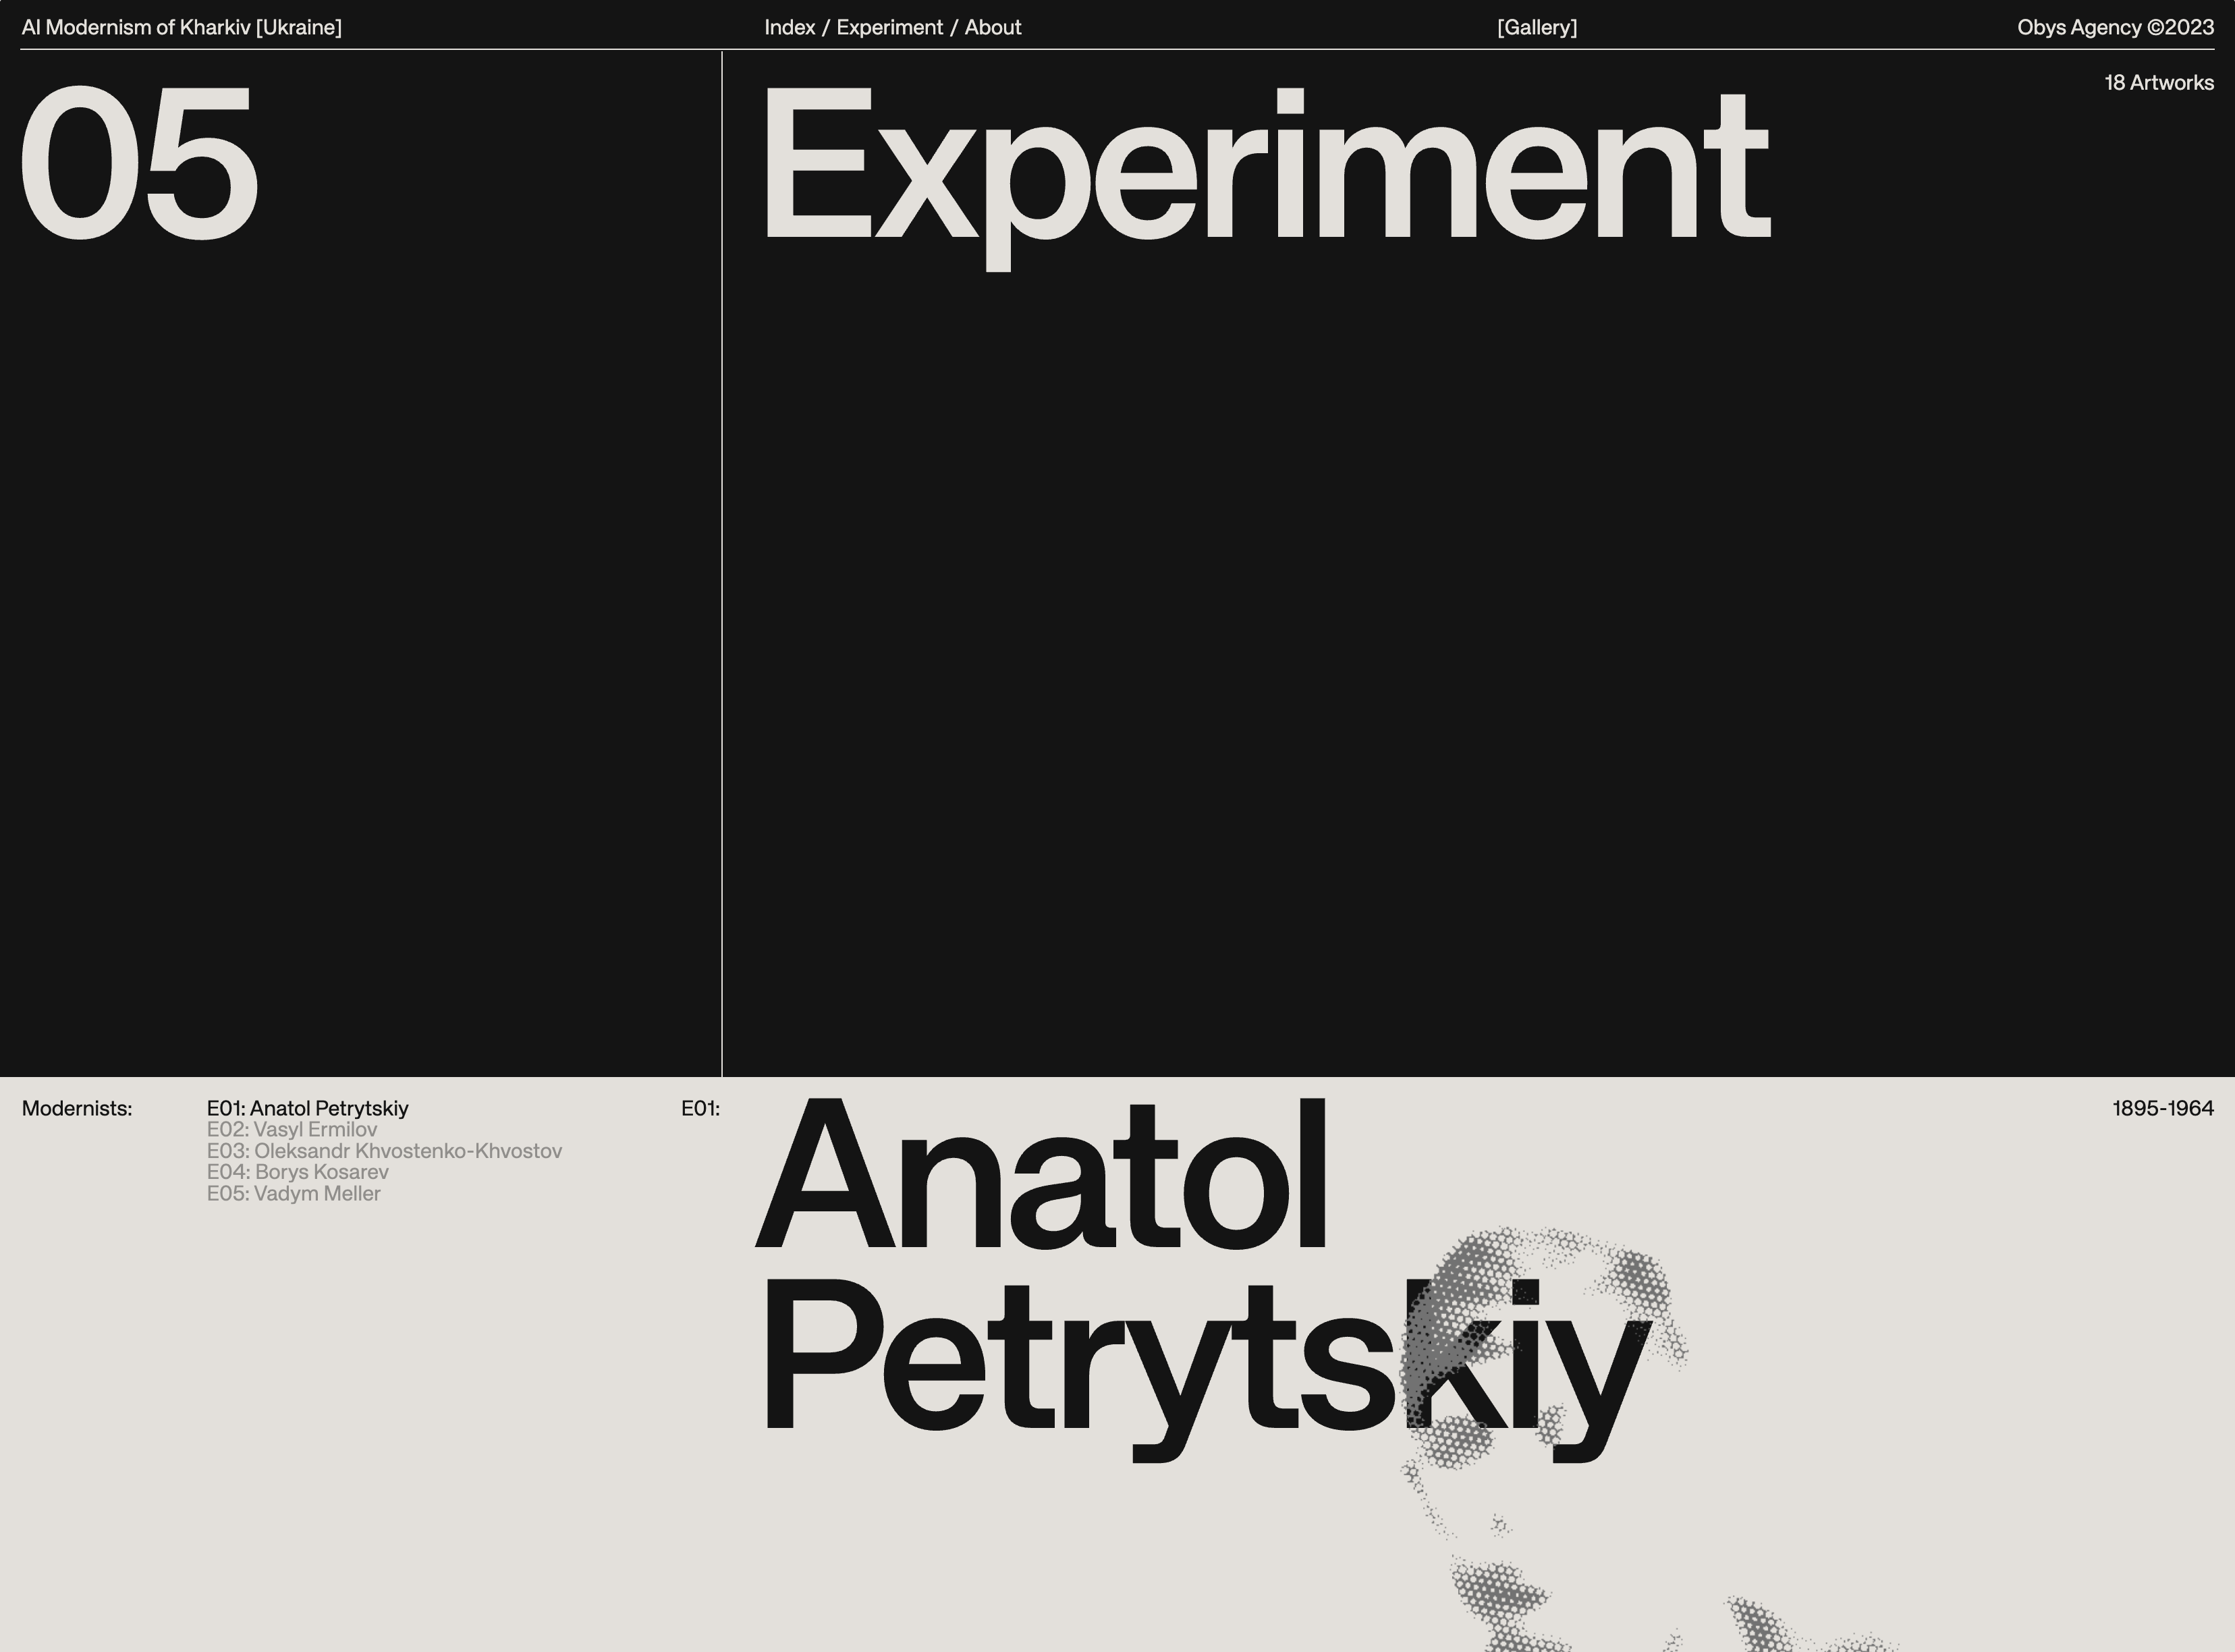 AI Modernism of Kharkiv [Ukraine]
Index / Experiment / About
[Gallery]
Obys Agency ©2023
05
Experiment
18 Artworks
Modernists:
E01: Anatol Petrytskiy
E02: Vasyl Ermilov
E03: Oleksandr Khvostenko-Khvostov
E04: Borys Kosarev
E05: Vadym Meller
E01:
Anatol
Petrytskiy
1895-1964